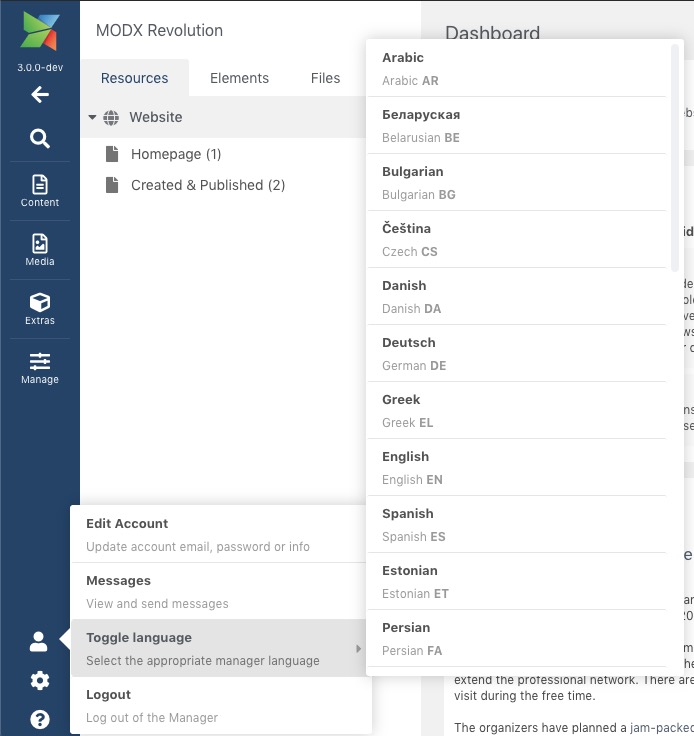 MODX Revolution
Dashboard
3.0.0-dev
Resources
Elements
Files
Website
Homepage (1)
Created & Published (2)
Content
Media
Extras
Manage
Edit Account
Update account email, password or info
Messages
View and send messages
Toggle language
Select the appropriate manager language
Logout
Log out of the Manager
Arabic
Arabic AR
Беларуская
Belarusian BE
Bulgarian
Bulgarian BG
Čeština
Czech CS
Danish
Danish DA
Deutsch
German DE
Greek
Greek EL
English
English EN
Spanish
Spanish ES
Estonian
Estonian ET
Persian
Persian FA
extend the professional network. There are
visit during the free time.
The organizers have planned a jam-packed